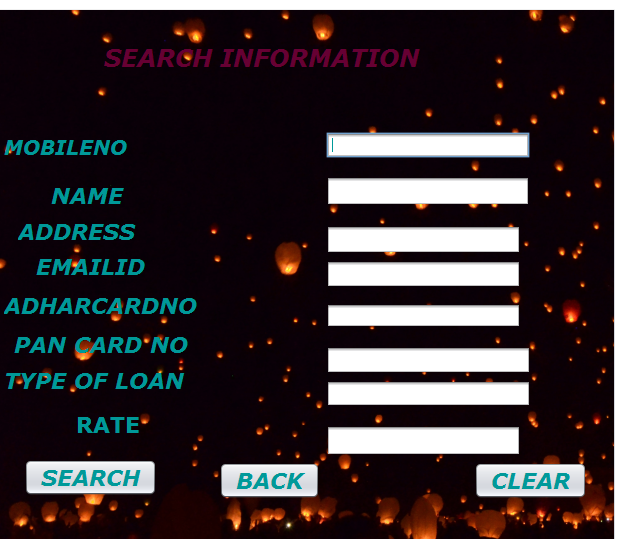 SEARCH INFORMATION
MOBILENO
NAME
ADDRESS
EMAILID
ADHARCARDNO
PAN CARD NO
TYPE OF LOAN
RATE
SEARCH BACK CLEAR